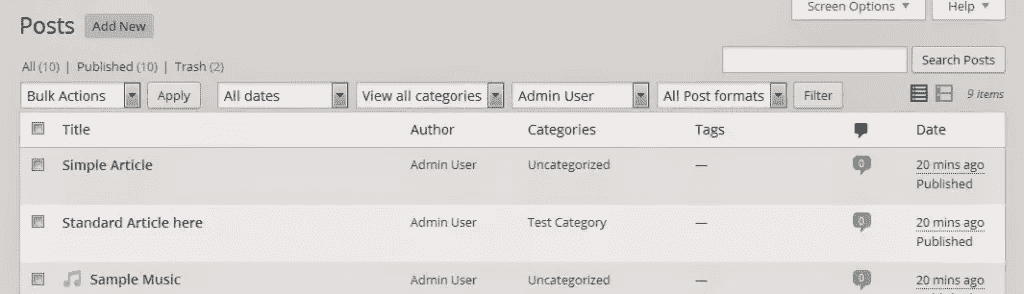 Screen Options Help
Posts Add New
All (10) | Published (10) | Trash (2)
Search Posts
Bulk Actions Apply All dates View all categories Admin User All Post formats Filter 9 items
Title Author Categories Tags Date
Simple Article Admin User Uncategorized — 0 20 mins ago
Published
Standard Article here Admin User Test Category — 0 20 mins ago
Published
Sample Music Admin User Uncategorized — 0 20 mins ago